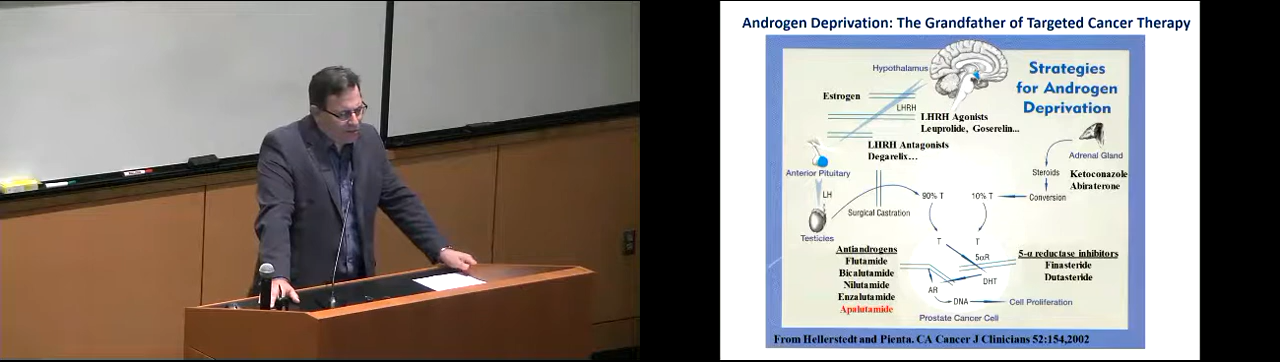 Androgen Deprivation: The Grandfather of Targeted Cancer Therapy
Strategies
for Androgen
Deprivation
Hypothalamus
Estrogen
LHRH
LHRH Agonists
Leuprolide, Goserelin...
LHRH Antagonists
Degarelix…
Anterior Pituitary
Adrenal Gland
Steroids
Ketoconazole
Abiraterone
Conversion
LH
90% T
10% T
Surgical Castration
Testicies
T
T
5αR
DHT
Antiandrogens
Flutamide
Bicalutamide
Nilutamide
Enzalutamide
Apalutamide
5-α reductase inhibitors
Finasteride
Dutasteride
AR
DNA
Cell Proliferation
Prostate Cancer Cell
From Hellerstedt and Pienta. CA Cancer J Clinicians 52:154,2002